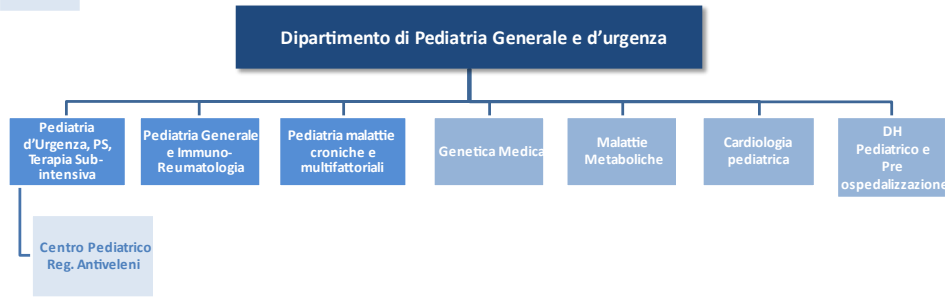 Dipartimento di Pediatria Generale e d'urgenza
Pediatria
d'Urgenza, PS,
Terapia Sub-
intensiva
Pediatria Generale
e Immuno-
Reumatologia
Pediatria malattie
croniche e
multifattoriali
Genetica Medica
Malattie
Metaboliche
Cardiologia
pediatrica
DH
Pediatrico e
Pre
ospedalizzazione
Centro Pediatrico
Reg. Antiveleni